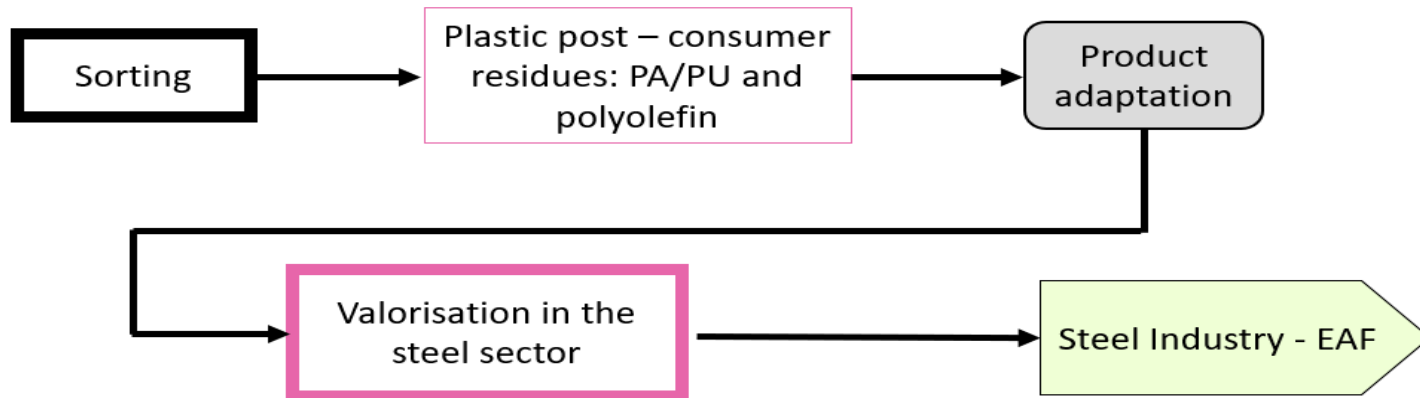 Sorting
Plastic post – consumer
residues: PA/PU and
polyolefin
Product
adaptation
Valorisation in the
steel sector
Steel Industry - EAF